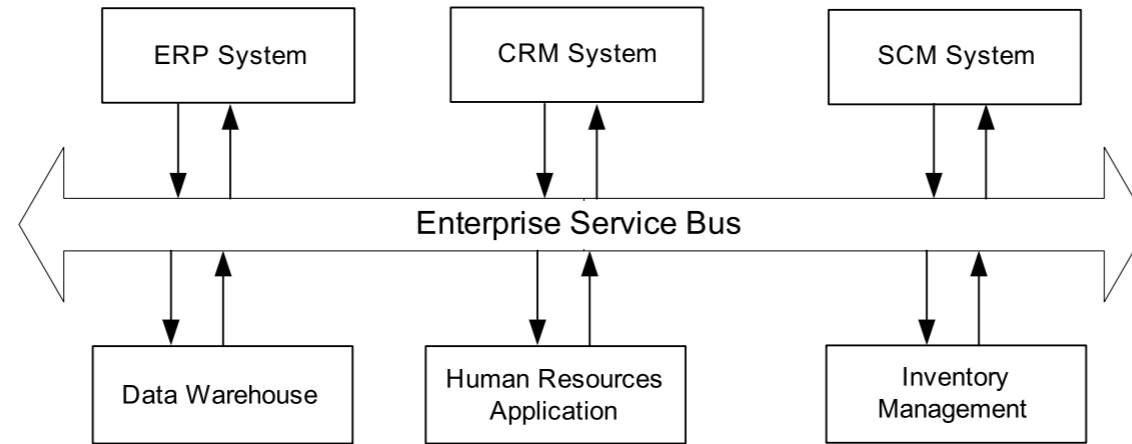 ERP System
CRM System
SCM System
Enterprise Service Bus
Data Warehouse
Human Resources
Application
Inventory
Management